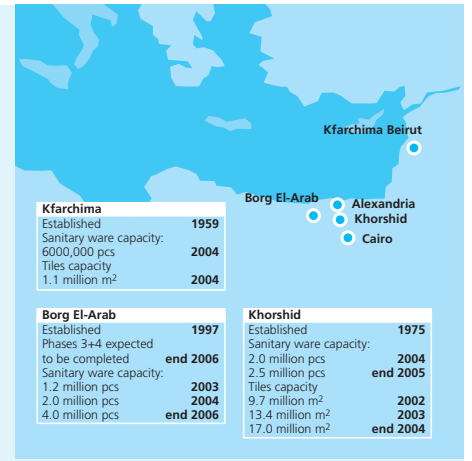 Kfarchima Beirut
Borg El-Arab
Alexandria
Khorshid
Cairo
Kfarchima
Established 1959
Sanitary ware capacity:
6000,000 pcs 2004
Tiles capacity
1.1 million m² 2004
Borg El-Arab
Established 1997
Phases 3+4 expected
to be completed end 2006
Sanitary ware capacity:
1.2 million pcs 2003
2.0 million pcs 2004
4.0 million pcs end 2006
Khorshid
Established 1975
Sanitary ware capacity:
2.0 million pcs 2004
2.5 million pcs end 2005
Tiles capacity
9.7 million m² 2002
13.4 million m² 2003
17.0 million m² end 2004